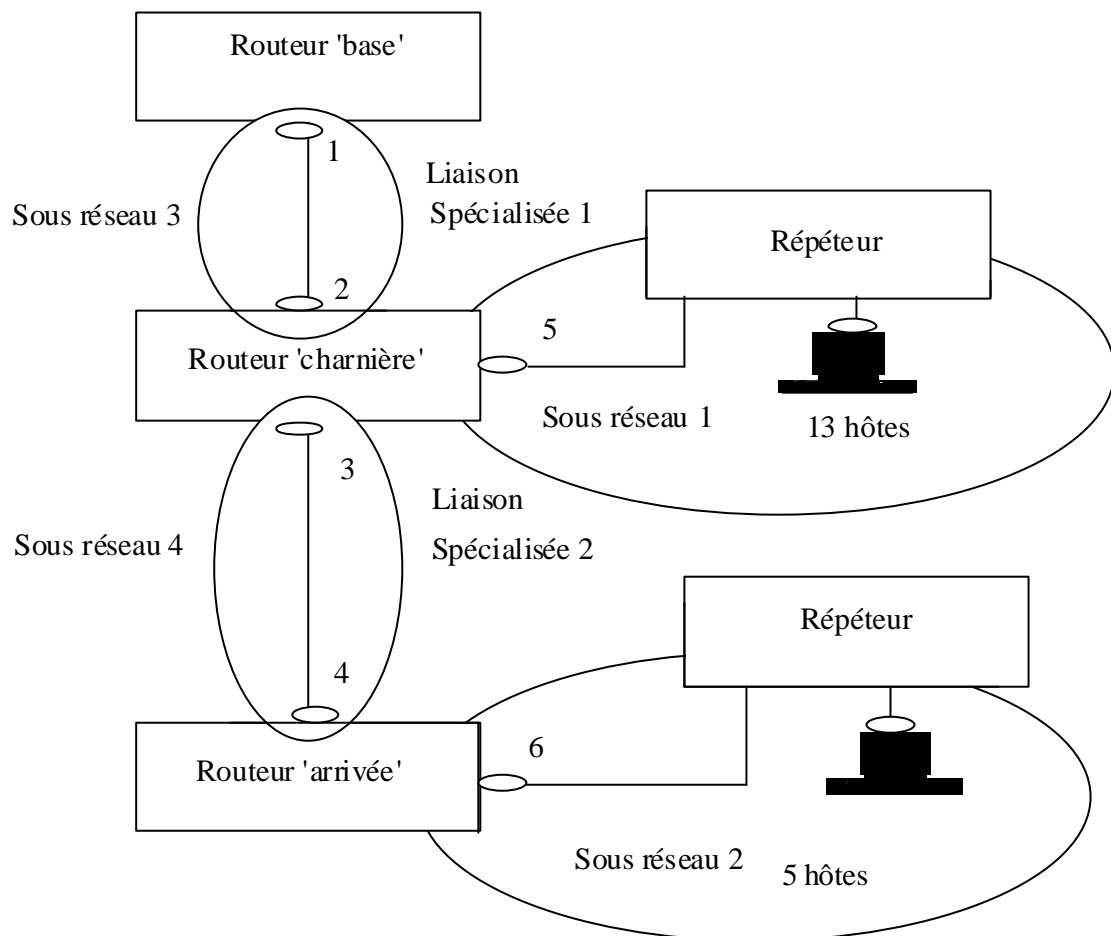 Routeur 'base'
1
Liaison
Spécialisée 1
Sous réseau 3
Répéteur
2
5
Routeur 'charnière'
Sous réseau 1
13 hôtes
3
Liaison
Spécialisée 2
Sous réseau 4
Répéteur
4
6
Routeur 'arrivée'
Sous réseau 2
5 hôtes